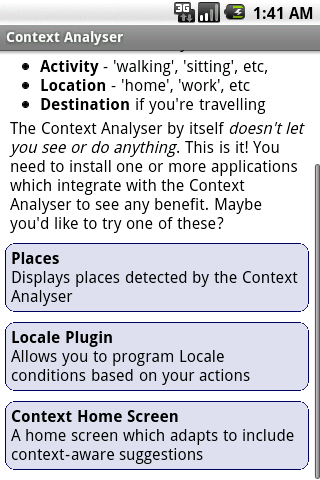 3G 1:41 AM
Context Analyser
• Activity - 'walking', 'sitting', etc,
• Location - 'home', 'work', etc
• Destination if you're travelling
The Context Analyser by itself doesn't let
you see or do anything. This is it! You
need to install one or more applications
which integrate with the Context
Analyser to see any benefit. Maybe
you'd like to try one of these?
Places
Displays places detected by the Context
Analyser
Locale Plugin
Allows you to program Locale
conditions based on your actions
Context Home Screen
A home screen which adapts to include
context-aware suggestions